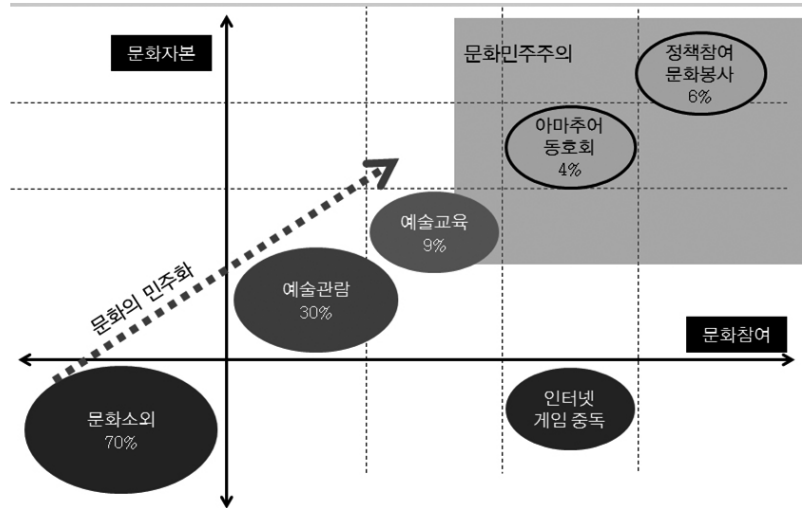 문화자본
문화민주주의
정책참여
문화봉사
6%
아마추어
동호회
4%
예술교육
9%
문화의 민주화
예술관람
30%
문화참여
문화소외
70%
인터넷
게임 중독